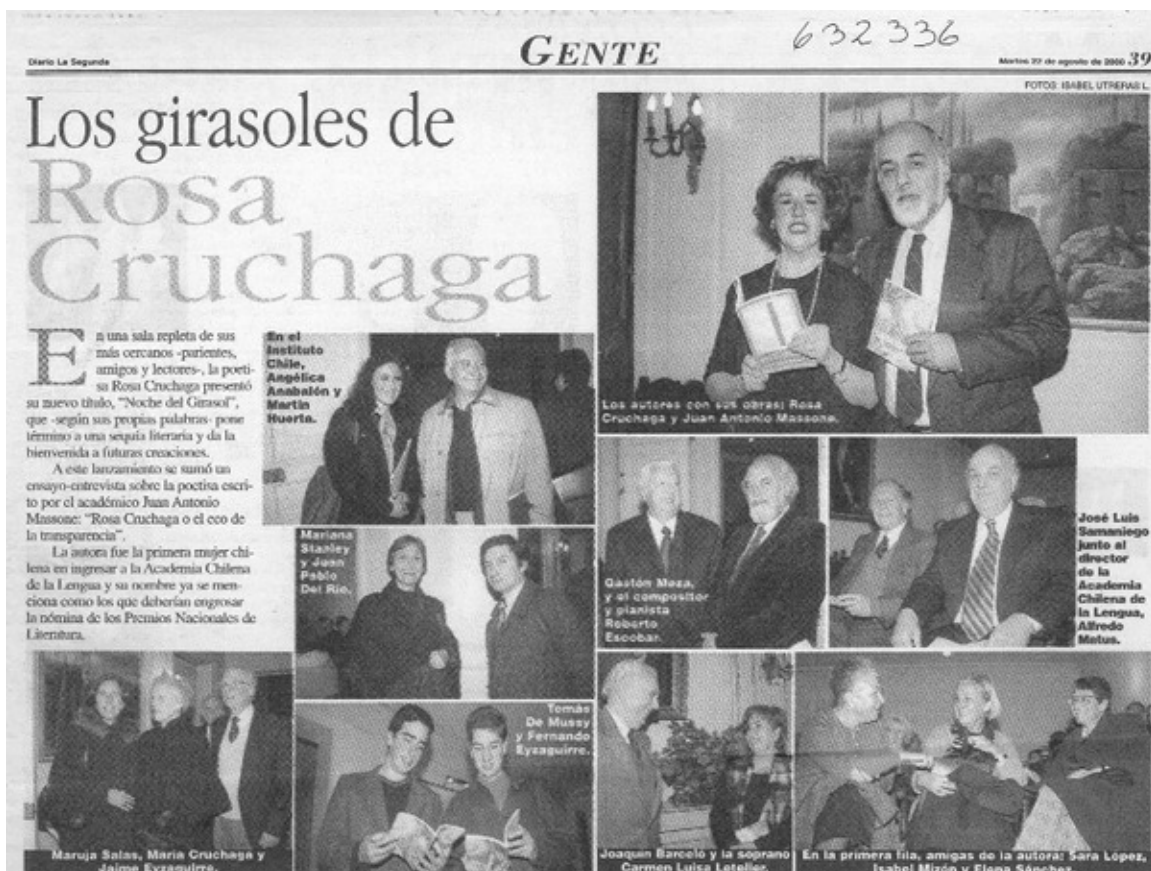 632336
Diario La Segunda
GENTE
Martes 22 de agosto de 2000 39
FOTOS: ISABEL UTRERAS L.
Los girasoles de
Rosa
Cruchaga
En una sala repleta de sus
más cercanos -parientes,
amigos y lectores-, la poeti-
sa Rosa Cruchaga presentó
su nuevo título, "Noche del Girasol",
que -según sus propias palabras- pone
término a una sequía literaria y da la
bienvenida a futuras creaciones.
A este lanzamiento se sumó un
ensayo-entrevista sobre la poetisa escri-
to por el académico Juan Antonio
Massone: "Rosa Cruchaga o el eco de
la transparencia".
La autora fue la primera mujer chi-
lena en ingresar a la Academia Chilena
de la Lengua y su nombre ya se men-
ciona como los que deberían engrosar
la nómina de los Premios Nacionales de
Literatura.
En el
Instituto
Chile,
Angélica
Anabalón y
Martín
Huerta.
Los autores con sus obras: Rosa
Cruchaga y Juan Antonio Massone.
Mariana
Stanley
y Juan
Pablo
Del Río.
Gastón Meza,
y el compositor
y pianista
Roberto
Escobar.
José Luis
Samaniego
junto al
director
de la
Academia
Chilena de
la Lengua,
Alfredo
Matus.
Maruja Salas, María Cruchaga y
Jaime Eyzaguirre.
Tomás
De Mussy
y Fernando
Eyzaguirre.
Joaquín Barceló y la soprano
Carmen Luisa Letelier.
En la primera fila, amigas de la autora: Sara López,
Isabel Mizón y Elena Sánchez.